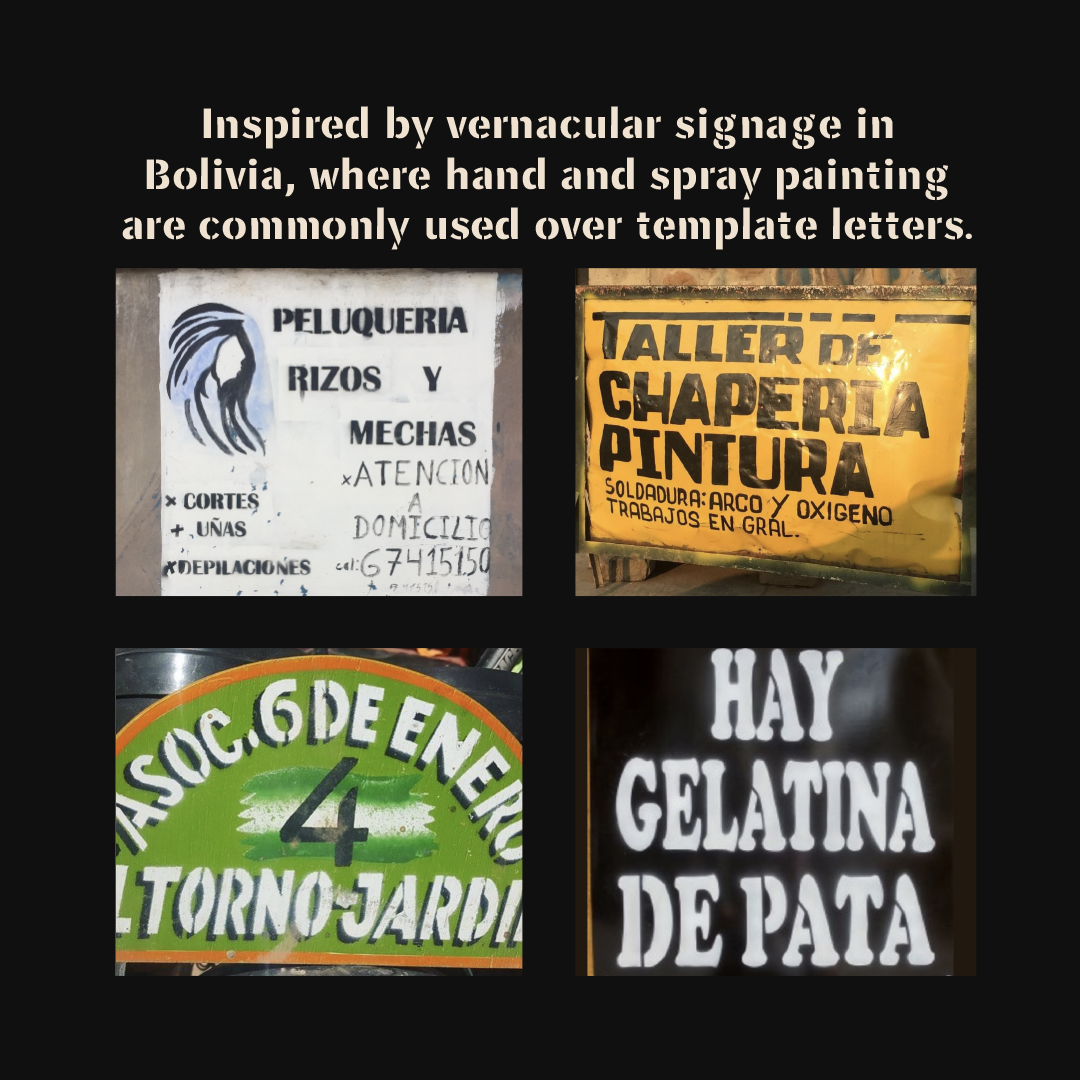 Inspired by vernacular signage in
Bolivia, where hand and spray painting
are commonly used over template letters.
PELUQUERIA
RIZOS Y
MECHAS
xATENCION
A
DOMICILIO
x CORTES
+ UÑAS
xDEPILACIONES
cel: 67415150
TALLER DE
CHAPERIA
PINTURA
SOLDADURA: ARCO Y OXIGENO
TRABAJOS EN GRAL.
ASOC. 6 DE ENERO
4
LTORNO-JARDI
HAY
GELATINA
DE PATA